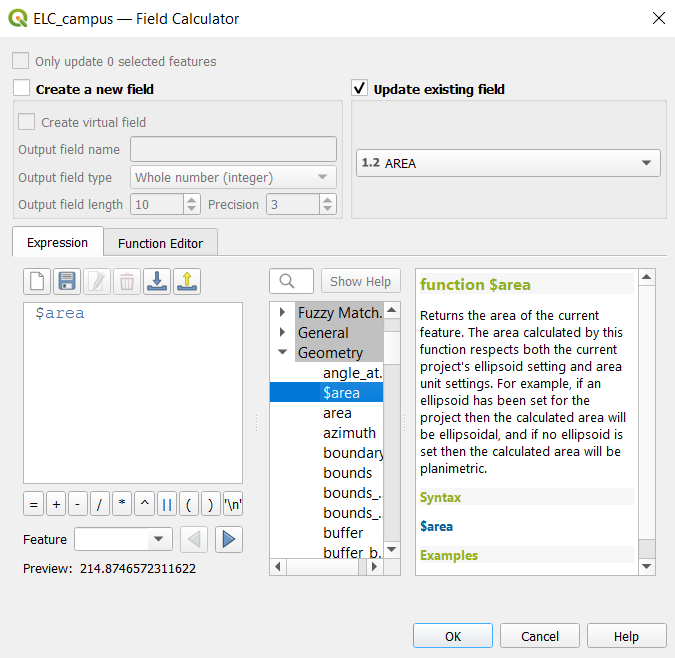 ELC_campus — Field Calculator
Only update 0 selected features
Create a new field
Update existing field
Create virtual field
Output field name
Output field type Whole number (integer)
Output field length 10 Precision 3
1.2 AREA
Expression Function Editor
Show Help
$area
Fuzzy Match.
General
Geometry
angle_at.
$area
area
azimuth
boundary
bounds
bounds_.
bounds_.
buffer
buffer_b.
function $area
Returns the area of the current
feature. The area calculated by this
function respects both the current
project's ellipsoid setting and area
unit settings. For example, if an
ellipsoid has been set for the
project then the calculated area will
be ellipsoidal, and if no ellipsoid is
set then the calculated area will be
planimetric.
Syntax
$area
Examples
= + - / * ^ || ( ) '\n'
Feature
Preview: 214.8746572311622
OK Cancel Help